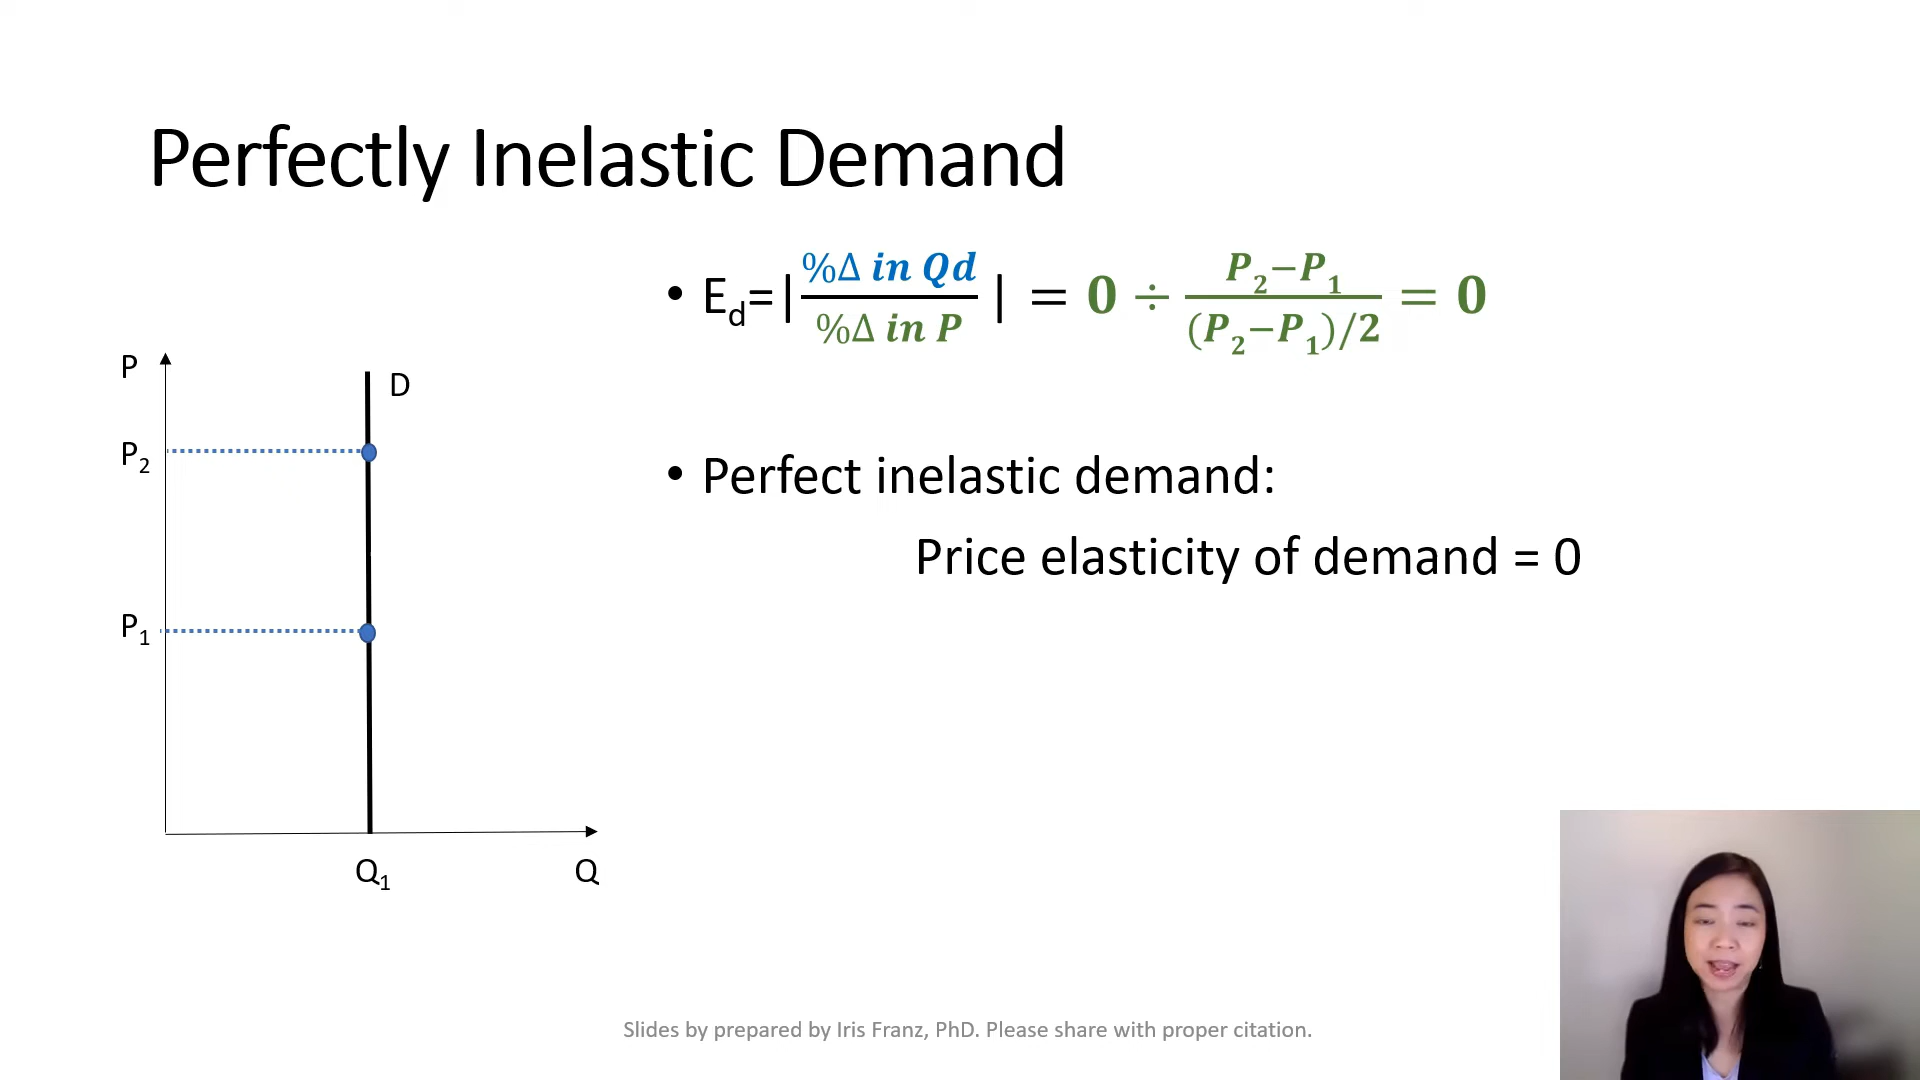 Perfectly Inelastic Demand
• E_d=|%Δ in Qd / %Δ in P| = 0 ÷ P_2−P_1 / (P_2−P_1)/2 = 0
• Perfect inelastic demand:
Price elasticity of demand = 0
P
D
P_2
P_1
Q_1
Q
Slides by prepared by Iris Franz, PhD. Please share with proper citation.